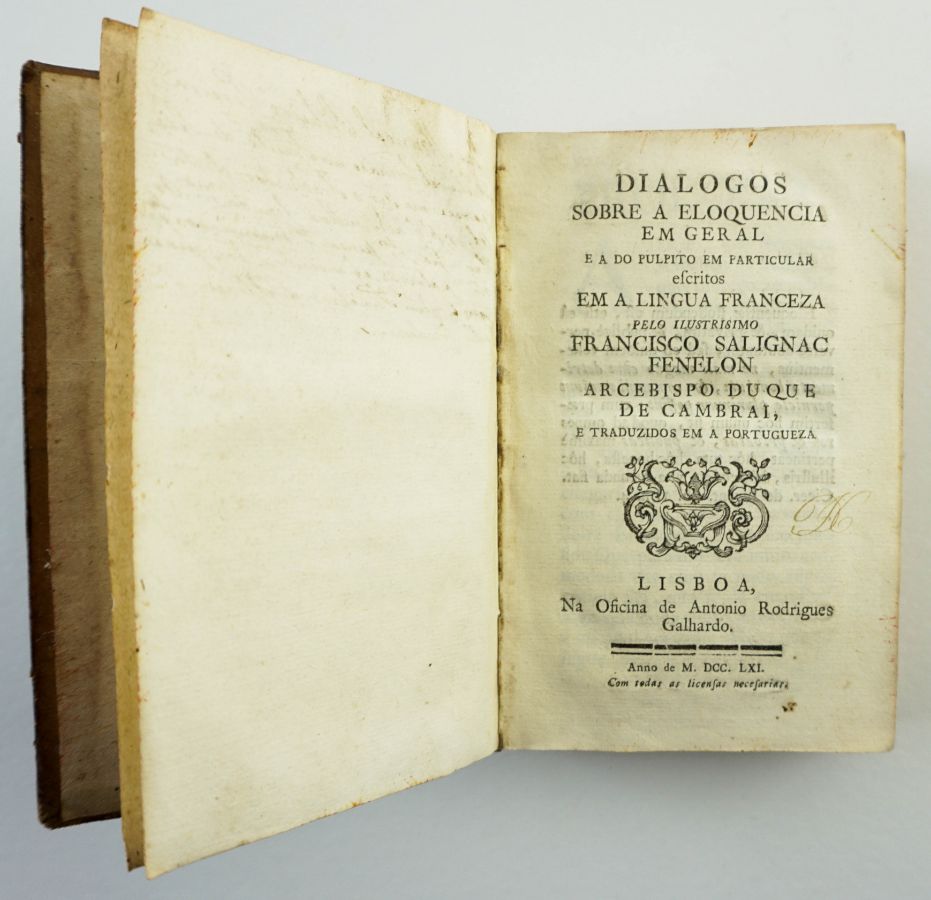 DIALOGOS
SOBRE A ELOQUENCIA
EM GERAL
E A DO PULPITO EM PARTICULAR
eſcritos
EM A LINGUA FRANCEZA
PELO ILUSTRISIMO
FRANCISCO SALIGNAC
FENELON
ARCEBISPO DUQUE
DE CAMBRAI,
E TRADUZIDOS EM A PORTUGUEZA
LISBOA,
Na Oficina de Antonio Rodrigues
Galhardo.
Anno de M. DCC. LXI.
Com todas as licenſas neceſarias.